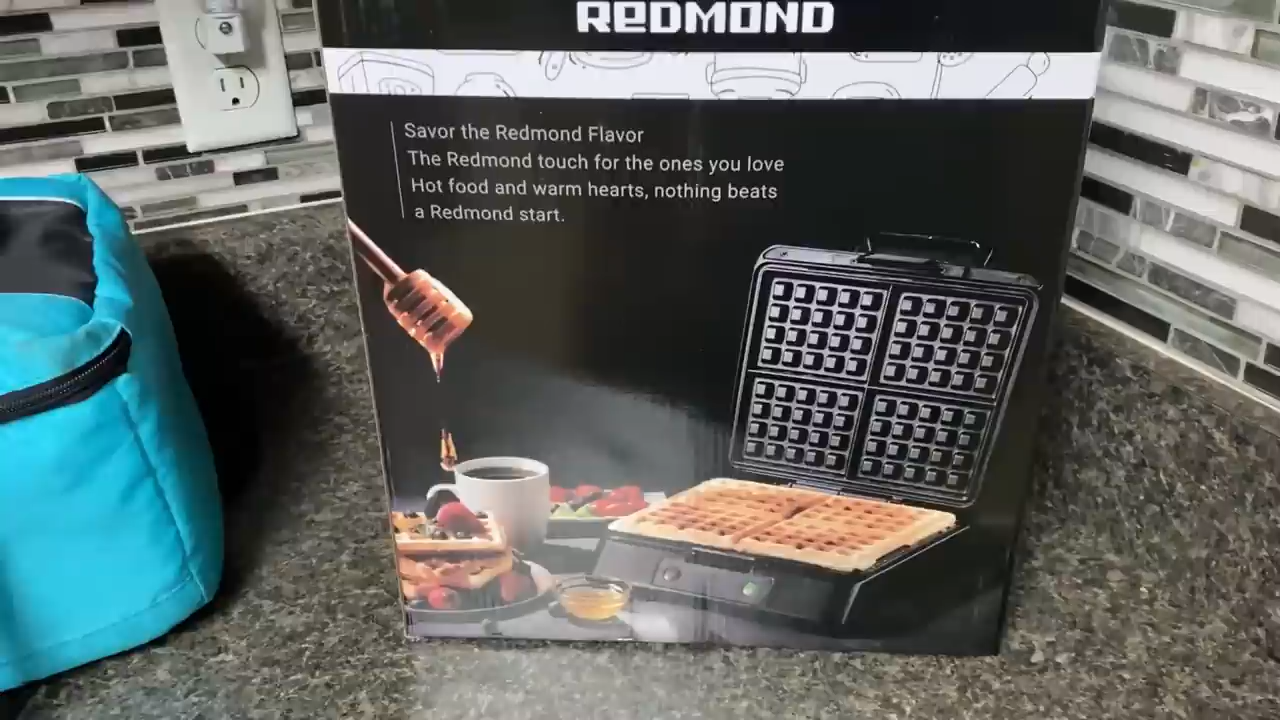 REDMOND
Savor the Redmond Flavor
The Redmond touch for the ones you love
Hot food and warm hearts, nothing beats
a Redmond start.